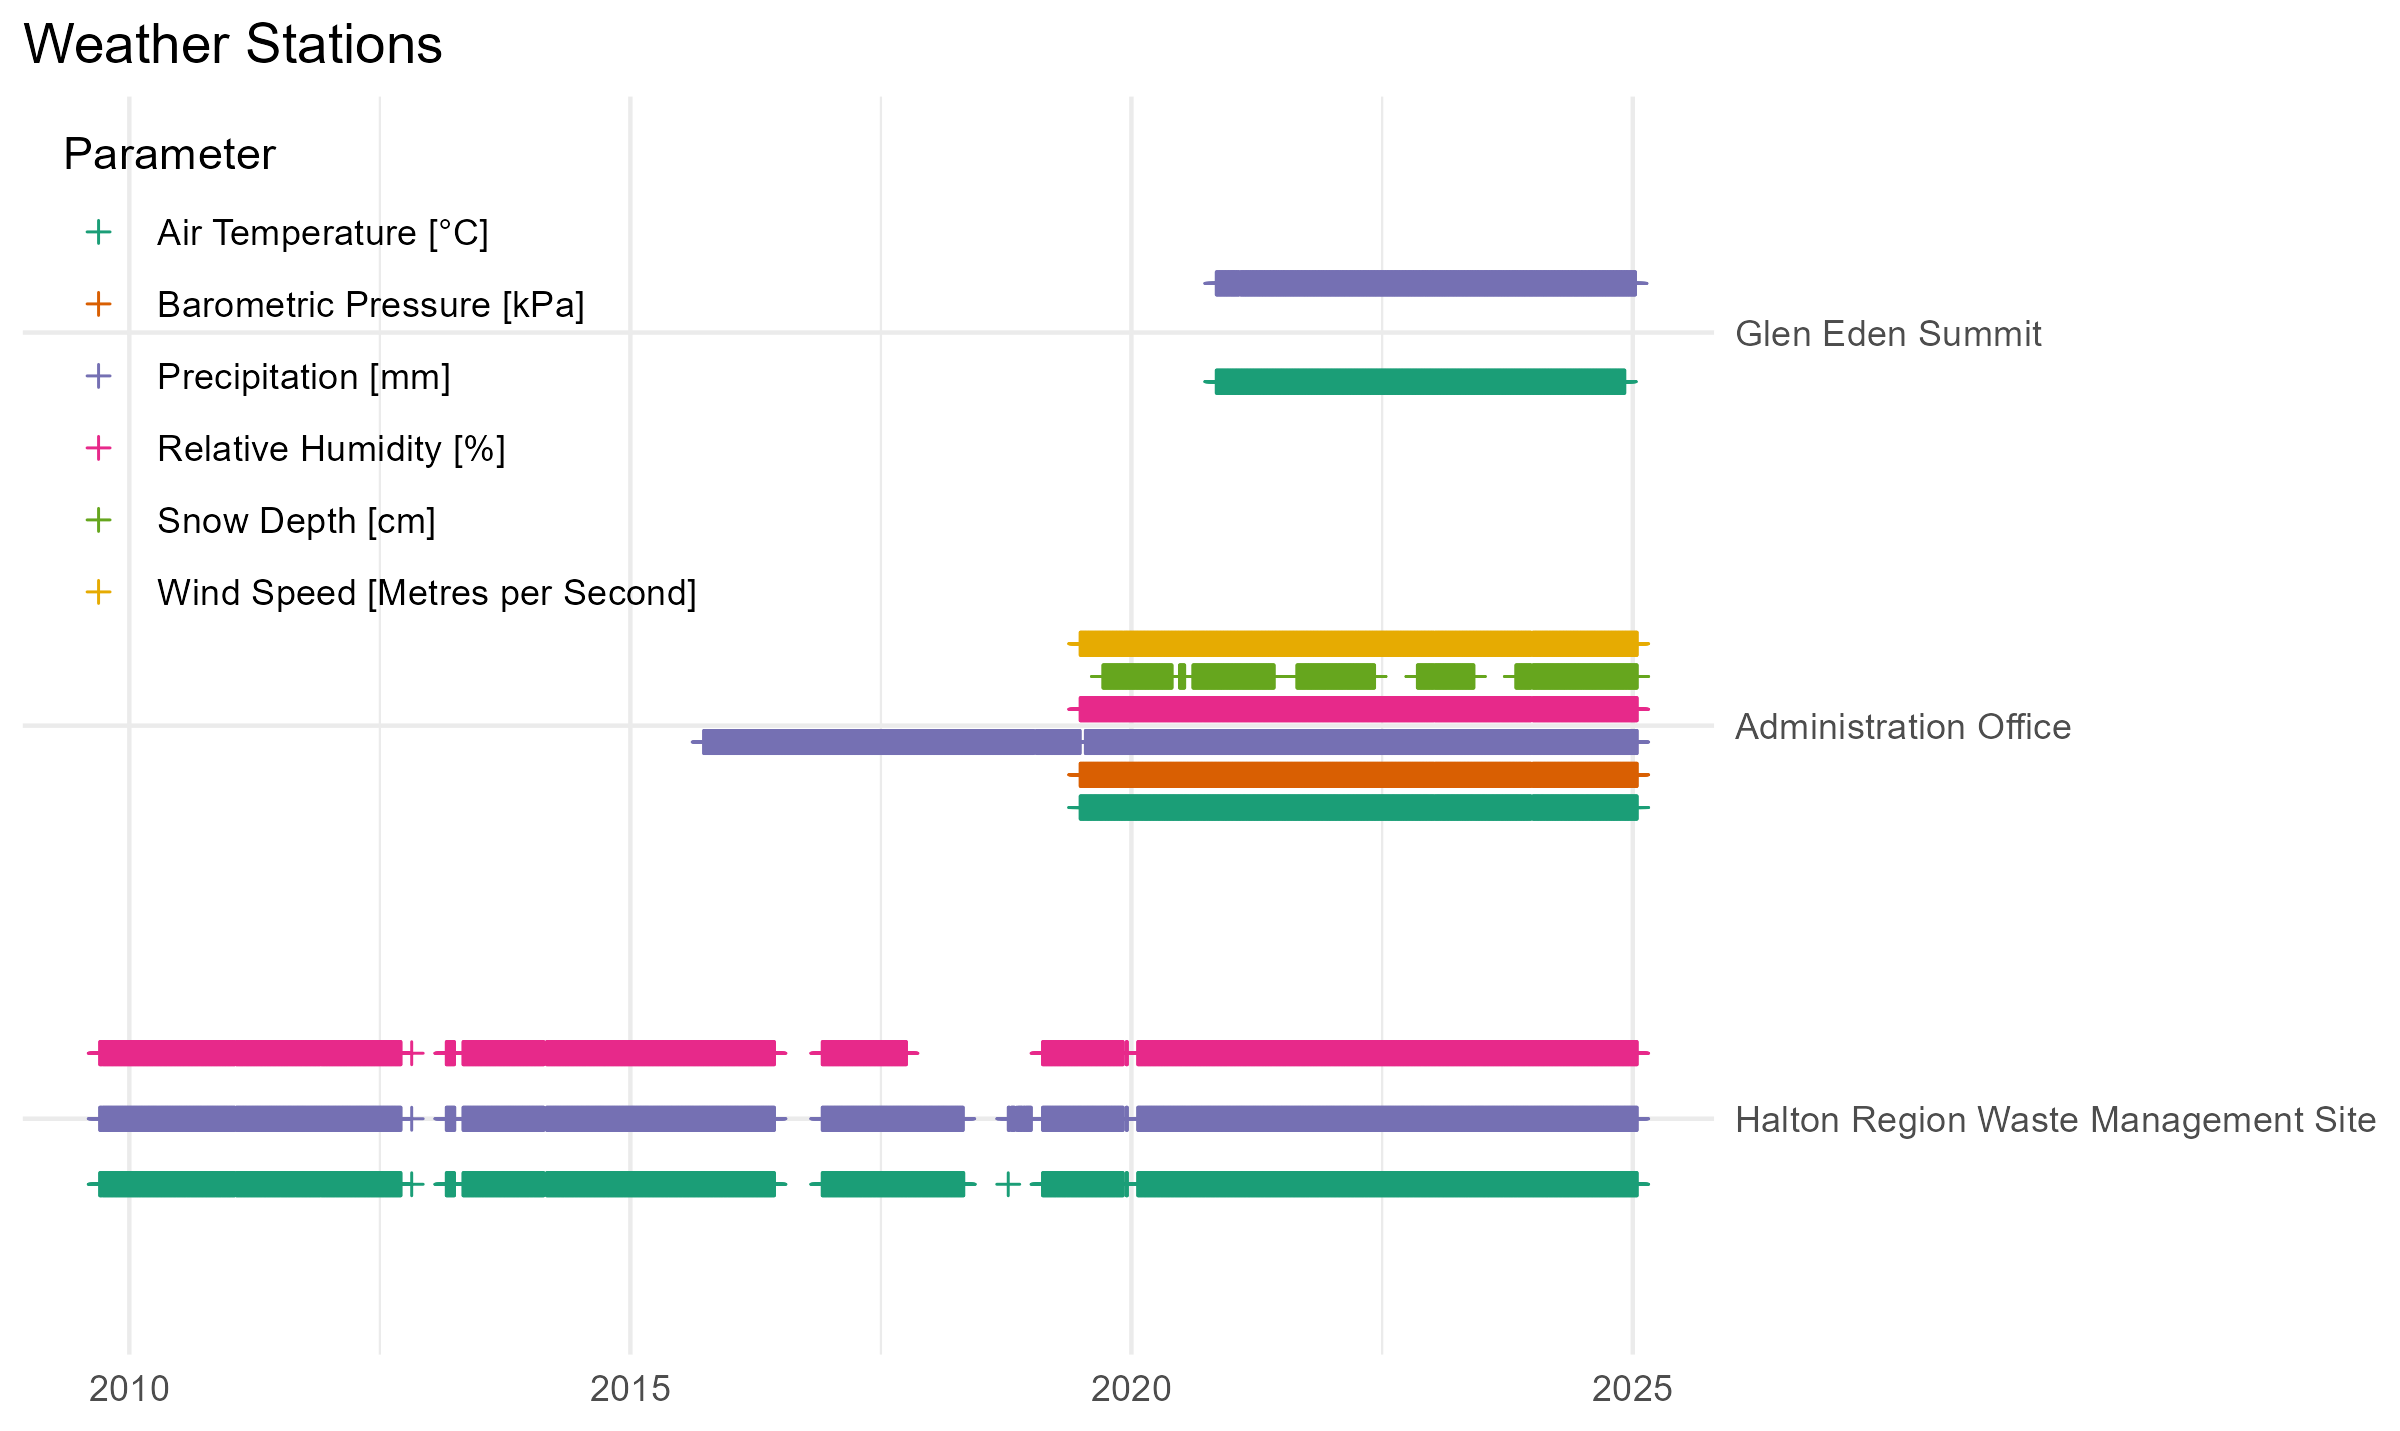 Weather Stations
Parameter
Air Temperature [°C]
Barometric Pressure [kPa]
Precipitation [mm]
Relative Humidity [%]
Snow Depth [cm]
Wind Speed [Metres per Second]
Glen Eden Summit
Administration Office
Halton Region Waste Management Site
2010 2015 2020 2025